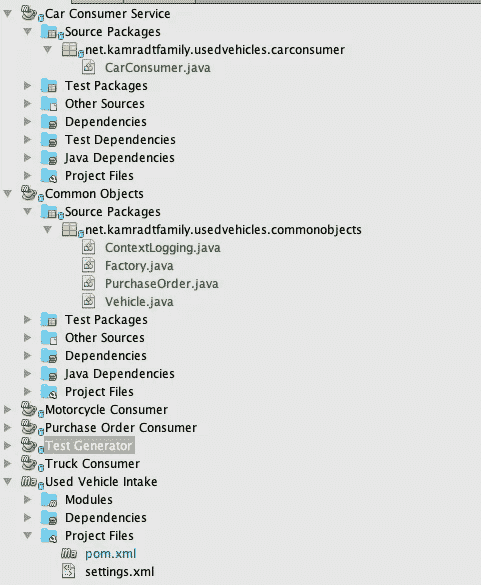 Car Consumer Service
Source Packages
net.kamradtfamily.usedvehicles.carconsumer
CarConsumer.java
Test Packages
Other Sources
Dependencies
Test Dependencies
Java Dependencies
Project Files
Common Objects
Source Packages
net.kamradtfamily.usedvehicles.commonobjects
ContextLogging.java
Factory.java
PurchaseOrder.java
Vehicle.java
Test Packages
Other Sources
Dependencies
Java Dependencies
Project Files
Motorcycle Consumer
Purchase Order Consumer
Test Generator
Truck Consumer
Used Vehicle Intake
Modules
Dependencies
Project Files
pom.xml
settings.xml